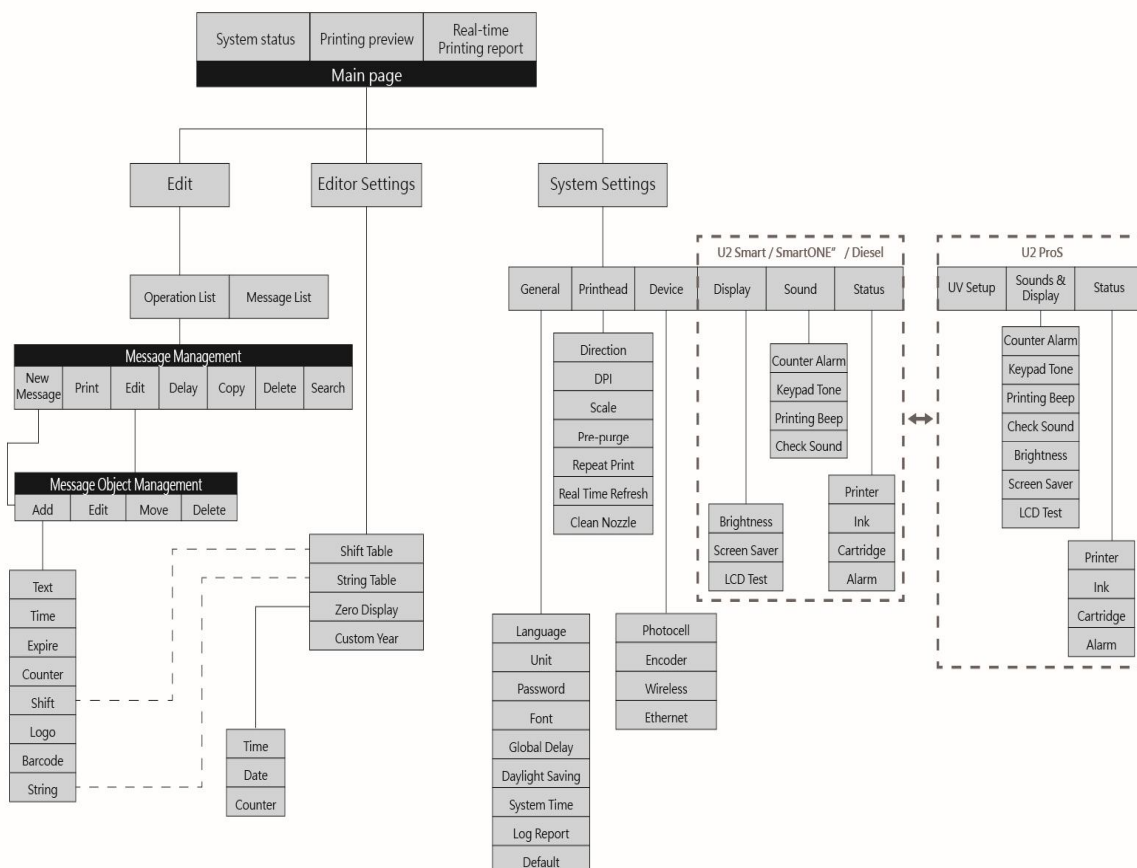 System status
Printing preview
Real-time
Printing report
Main page
Edit
Editor Settings
System Settings
Operation List
Message List
Message Management
New
Message
Print
Edit
Delay
Copy
Delete
Search
Message Object Management
Add
Edit
Move
Delete
Text
Time
Expire
Counter
Shift
Logo
Barcode
String
Shift Table
String Table
Zero Display
Custom Year
Time
Date
Counter
General
Printhead
Device
Language
Unit
Password
Font
Global Delay
Daylight Saving
System Time
Log Report
Default
Direction
DPI
Scale
Pre-purge
Repeat Print
Real Time Refresh
Clean Nozzle
Photocell
Encoder
Wireless
Ethernet
U2 Smart / SmartONE" / Diesel
Display
Sound
Status
Brightness
Screen Saver
LCD Test
Counter Alarm
Keypad Tone
Printing Beep
Check Sound
Printer
Ink
Cartridge
Alarm
U2 ProS
UV Setup
Sounds &
Display
Status
Counter Alarm
Keypad Tone
Printing Beep
Check Sound
Brightness
Screen Saver
LCD Test
Printer
Ink
Cartridge
Alarm